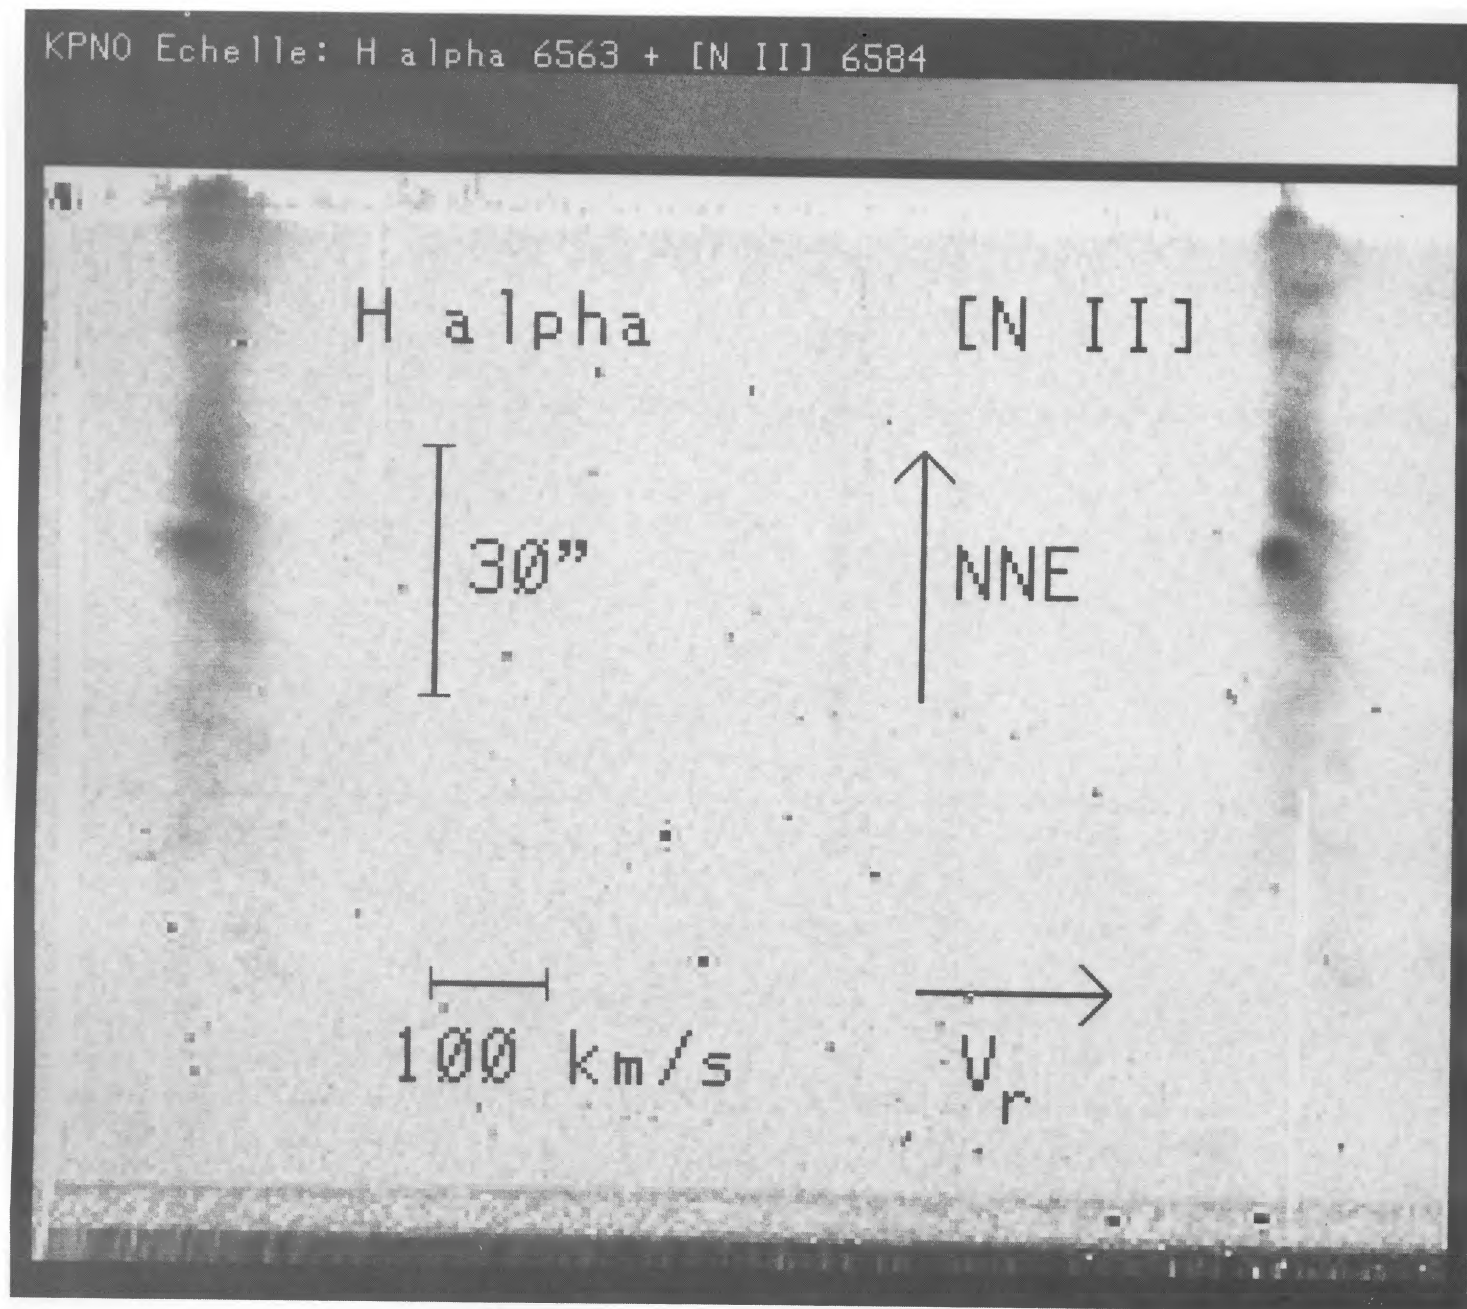 KPNO Echelle: H alpha 6563 + [N II] 6584
H alpha
[N II]
30”
NNE
100 km/s
Vr